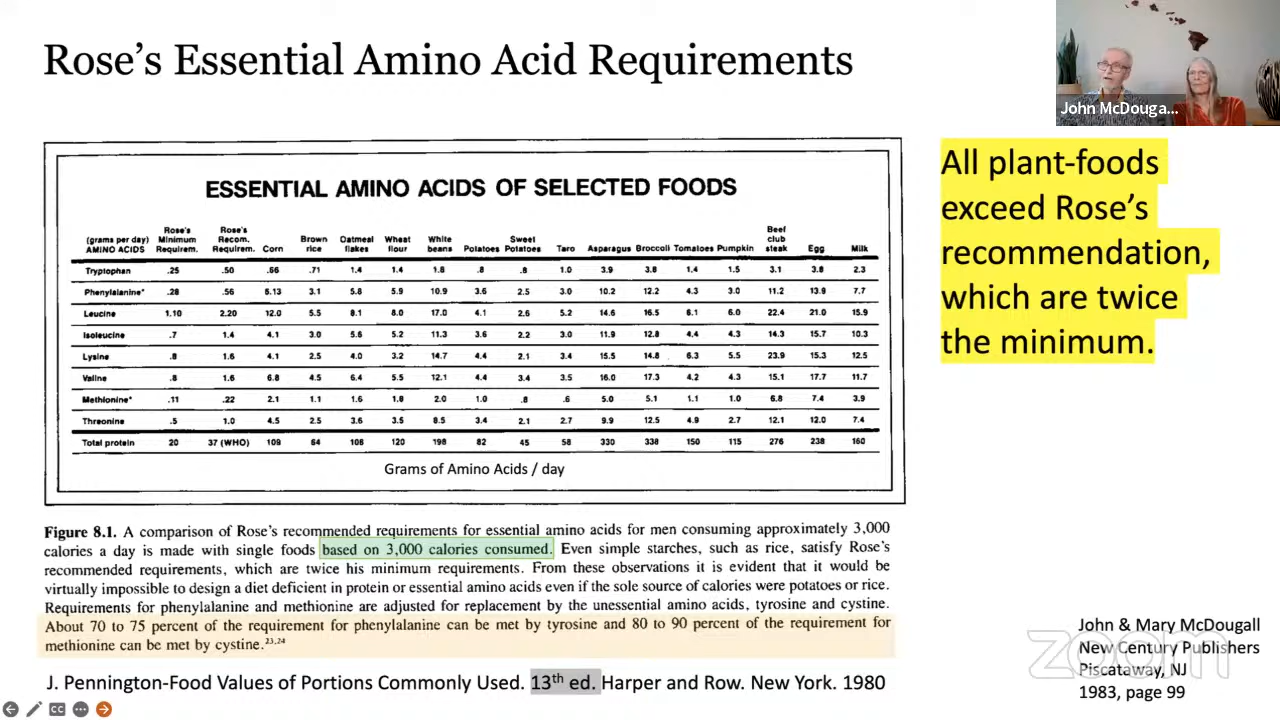 Rose's Essential Amino Acid Requirements
John McDouga...
ESSENTIAL AMINO ACIDS OF SELECTED FOODS
(grams per day) AMINO ACIDS Rose's Minimum Requirem. Rose's Recom. Requirem. Corn Brown rice Oatmeal flakes Wheat flour White beans Potatoes Sweet Potatoes Taro Asparagus Broccoli Tomatoes Pumpkin Beef club steak Egg Milk
Tryptophan .25 .50 .66 .71 1.4 1.4 1.8 .8 .8 1.0 3.9 3.8 1.4 1.5 3.1 3.8 2.3
Phenylalanine* .28 .56 6.13 3.1 5.8 5.9 10.9 3.6 2.5 3.0 10.2 12.2 4.3 3.0 11.2 13.9 7.7
Leucine 1.10 2.20 12.0 5.5 8.1 8.0 17.0 4.1 2.6 5.2 14.6 16.5 6.1 6.0 22.4 21.0 15.9
Isoleucine .7 1.4 4.1 3.0 5.6 5.2 11.3 3.6 2.2 3.0 11.9 12.8 4.4 4.3 14.3 15.7 10.3
Lysine .8 1.6 4.1 2.5 4.0 3.2 14.7 4.4 2.1 3.4 15.5 14.8 6.3 5.5 23.9 15.3 12.5
Valine .8 1.6 6.8 4.5 6.4 5.5 12.1 4.4 3.4 3.5 16.0 17.3 4.2 4.3 15.1 17.7 11.7
Methionine* .11 .22 2.1 1.1 1.6 1.8 2.0 1.0 .8 .6 5.0 5.1 1.1 1.0 6.8 7.4 3.9
Threonine .5 1.0 4.5 2.5 3.6 3.5 8.5 3.4 2.1 2.7 9.9 12.5 4.9 2.7 12.1 12.0 7.4
Total protein 20 37 (WHO) 109 64 108 120 198 82 45 58 330 338 150 115 276 238 160
Grams of Amino Acids / day
Figure 8.1. A comparison of Rose's recommended requirements for essential amino acids for men consuming approximately 3,000
calories a day is made with single foods based on 3,000 calories consumed. Even simple starches, such as rice, satisfy Rose's
recommended requirements, which are twice his minimum requirements. From these observations it is evident that it would be
virtually impossible to design a diet deficient in protein or essential amino acids even if the sole source of calories were potatoes or rice.
Requirements for phenylalanine and methionine are adjusted for replacement by the unessential amino acids, tyrosine and cystine.
About 70 to 75 percent of the requirement for phenylalanine can be met by tyrosine and 80 to 90 percent of the requirement for
methionine can be met by cystine.23,24
J. Pennington-Food Values of Portions Commonly Used. 13th ed. Harper and Row. New York. 1980
All plant-foods
exceed Rose's
recommendation,
which are twice
the minimum.
John & Mary McDougall
New Century Publishers
Piscataway, NJ
1983, page 99
zoom
CC